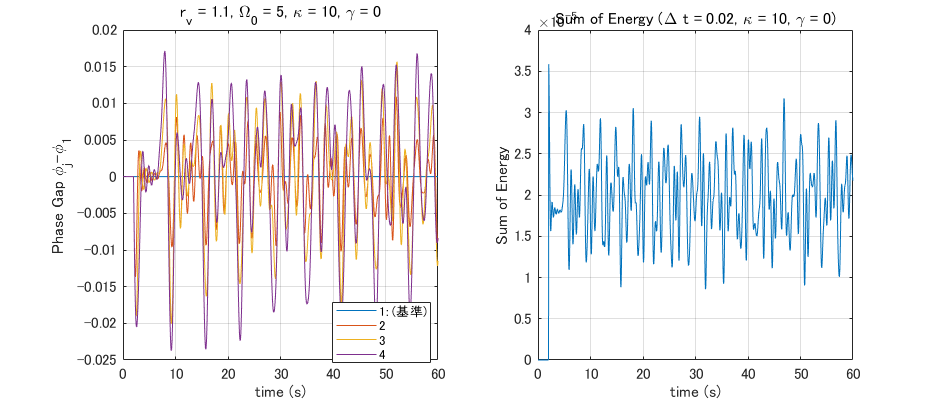 r_v = 1.1, Ω_0 = 5, κ = 10, γ = 0
0.02
0.015
0.01
0.005
0
-0.005
-0.01
-0.015
-0.02
-0.025
Phase Gap ϕ_j-ϕ_1
0 10 20 30 40 50 60
time (s)
1:(基準)
2
3
4
×10^-5
Sum of Energy (Δ t = 0.02, κ = 10, γ = 0)
4
3.5
3
2.5
2
1.5
1
0.5
0
Sum of Energy
0 10 20 30 40 50 60
time (s)